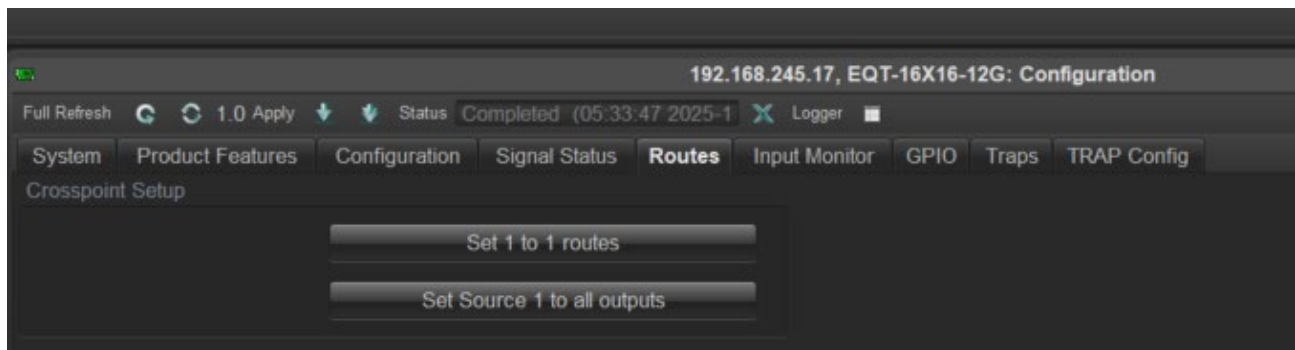 192.168.245.17, EQT-16X16-12G: Configuration
Full Refresh 1.0 Apply Status Completed (05:33:47 2025-1 Logger
System Product Features Configuration Signal Status Routes Input Monitor GPIO Traps TRAP Config
Crosspoint Setup
Set 1 to 1 routes
Set Source 1 to all outputs